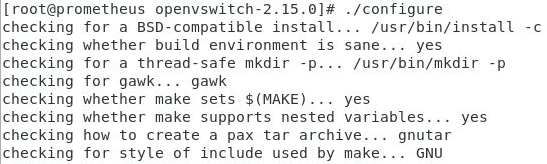 [root@prometheus openvswitch-2.15.0]# ./configure
checking for a BSD-compatible install... /usr/bin/install -c
checking whether build environment is sane... yes
checking for a thread-safe mkdir -p... /usr/bin/mkdir -p
checking for gawk... gawk
checking whether make sets $(MAKE)... yes
checking whether make supports nested variables... yes
checking how to create a pax tar archive... gnutar
checking for style of include used by make... GNU